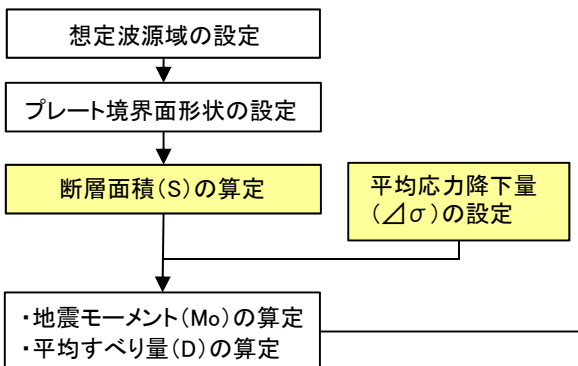 想定波源域の設定
プレート境界面形状の設定
断層面積(S)の算定
平均応力降下量
(⊿σ)の設定
・地震モーメント(Mo)の算定
・平均すべり量(D)の算定